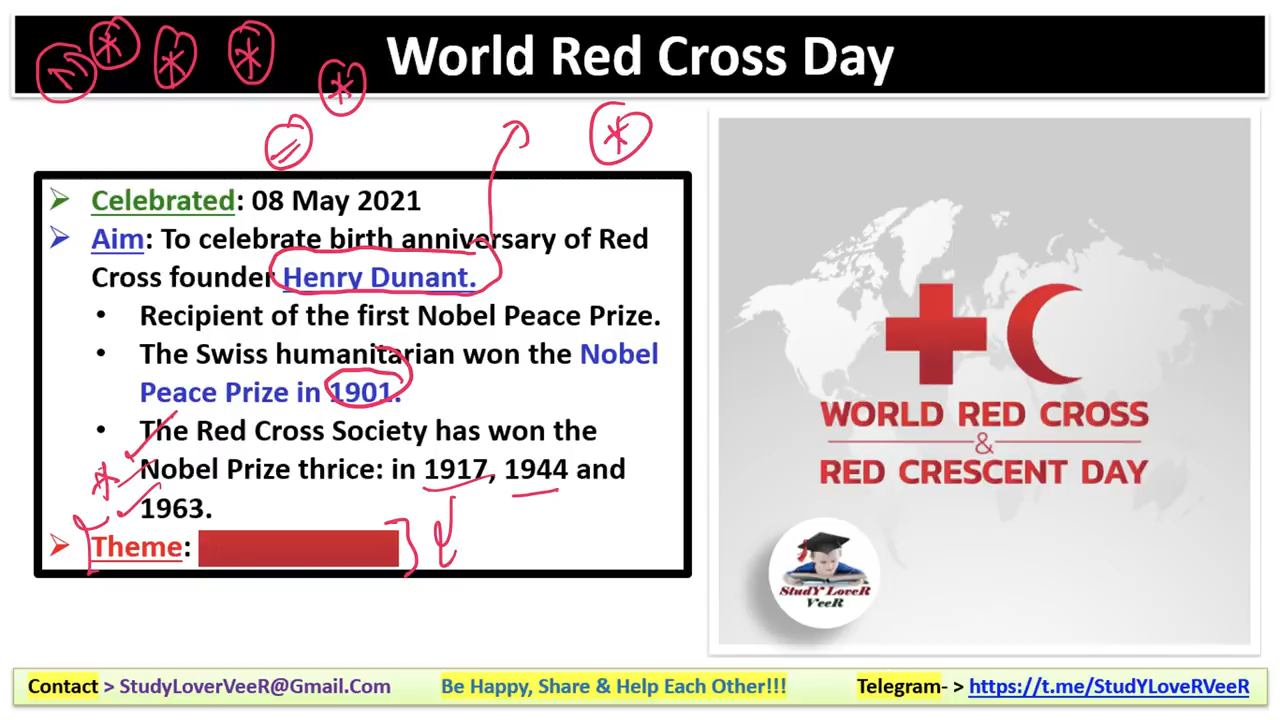 World Red Cross Day
Celebrated: 08 May 2021
Aim: To celebrate birth anniversary of Red
Cross founder Henry Dunant.
Recipient of the first Nobel Peace Prize.
The Swiss humanitarian won the Nobel
Peace Prize in 1901.
The Red Cross Society has won the
Nobel Prize thrice: in 1917, 1944 and
1963.
Theme:
WORLD RED CROSS
&
RED CRESCENT DAY
StudY LoveR
VeeR
Contact > StudyLoverVeeR@Gmail.Com
Be Happy, Share & Help Each Other!!!
Telegram- > https://t.me/StudYLoveRVeeR